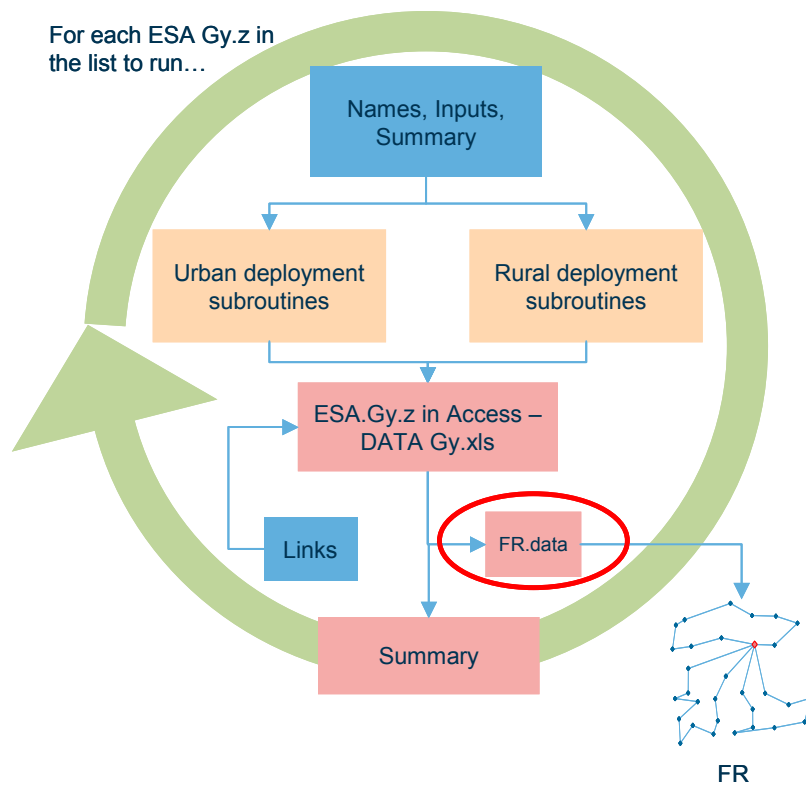 For each ESA Gy.z in
the list to run…
Names, Inputs,
Summary
Urban deployment
subroutines
Rural deployment
subroutines
ESA.Gy.z in Access –
DATA Gy.xls
Links
FR.data
Summary
FR